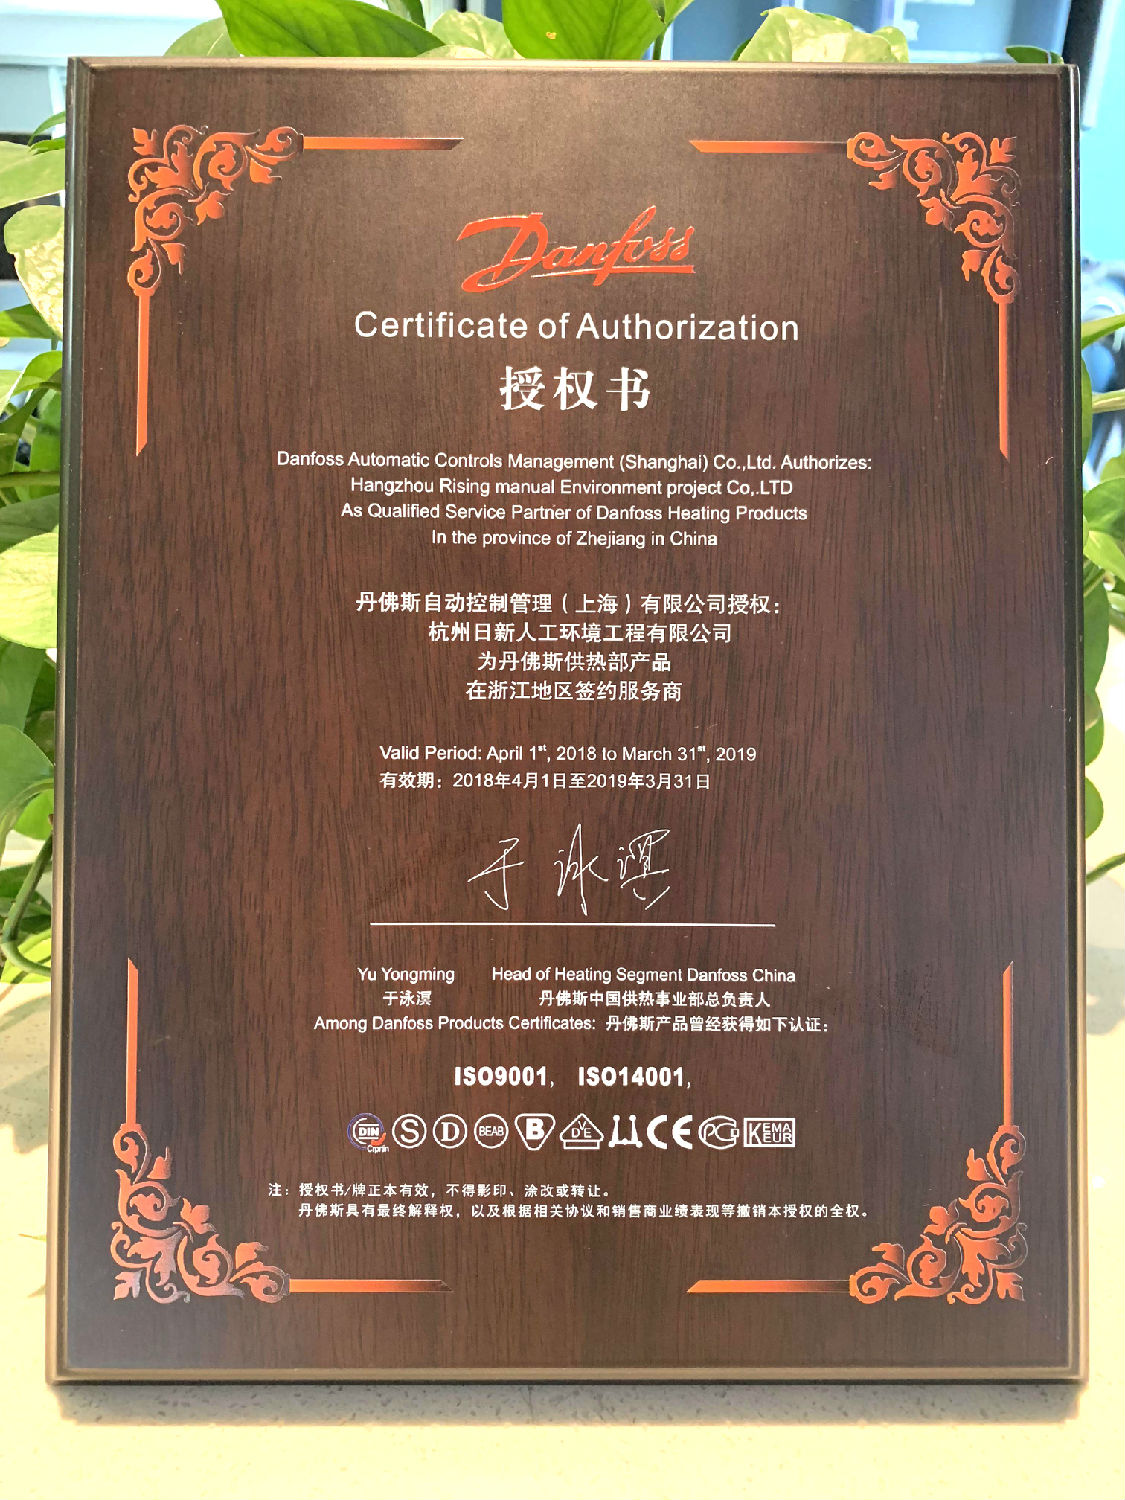 Danfoss
Certificate of Authorization
授权书
Danfoss Automatic Controls Management (Shanghai) Co.,Ltd. Authorizes:
Hangzhou Rising manual Environment project Co,.LTD
As Qualified Service Partner of Danfoss Heating Products
In the province of Zhejiang in China
丹佛斯自动控制管理（上海）有限公司授权：
杭州日新人工环境工程有限公司
为丹佛斯供热部产品
在浙江地区签约服务商
Valid Period: April 1st, 2018 to March 31st, 2019
有效期：2018年4月1日至2019年3月31日
于泳溟
Yu Yongming Head of Heating Segment Danfoss China
于泳溟 丹佛斯中国供热事业部总负责人
Among Danfoss Products Certificates: 丹佛斯产品曾经获得如下认证：
ISO9001, ISO14001,
DIN S D BEAB B VDE CE PG KEMA EUR
注：授权书/牌正本有效，不得影印、涂改或转让。
丹佛斯具有最终解释权，以及根据相关协议和销售商业绩表现等撤销本授权的全权。